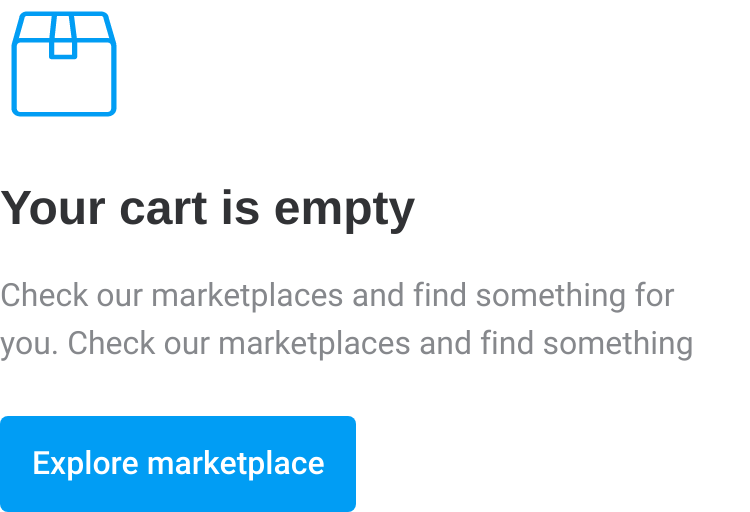 Your cart is empty
Check our marketplaces and find something for
you. Check our marketplaces and find something
Explore marketplace